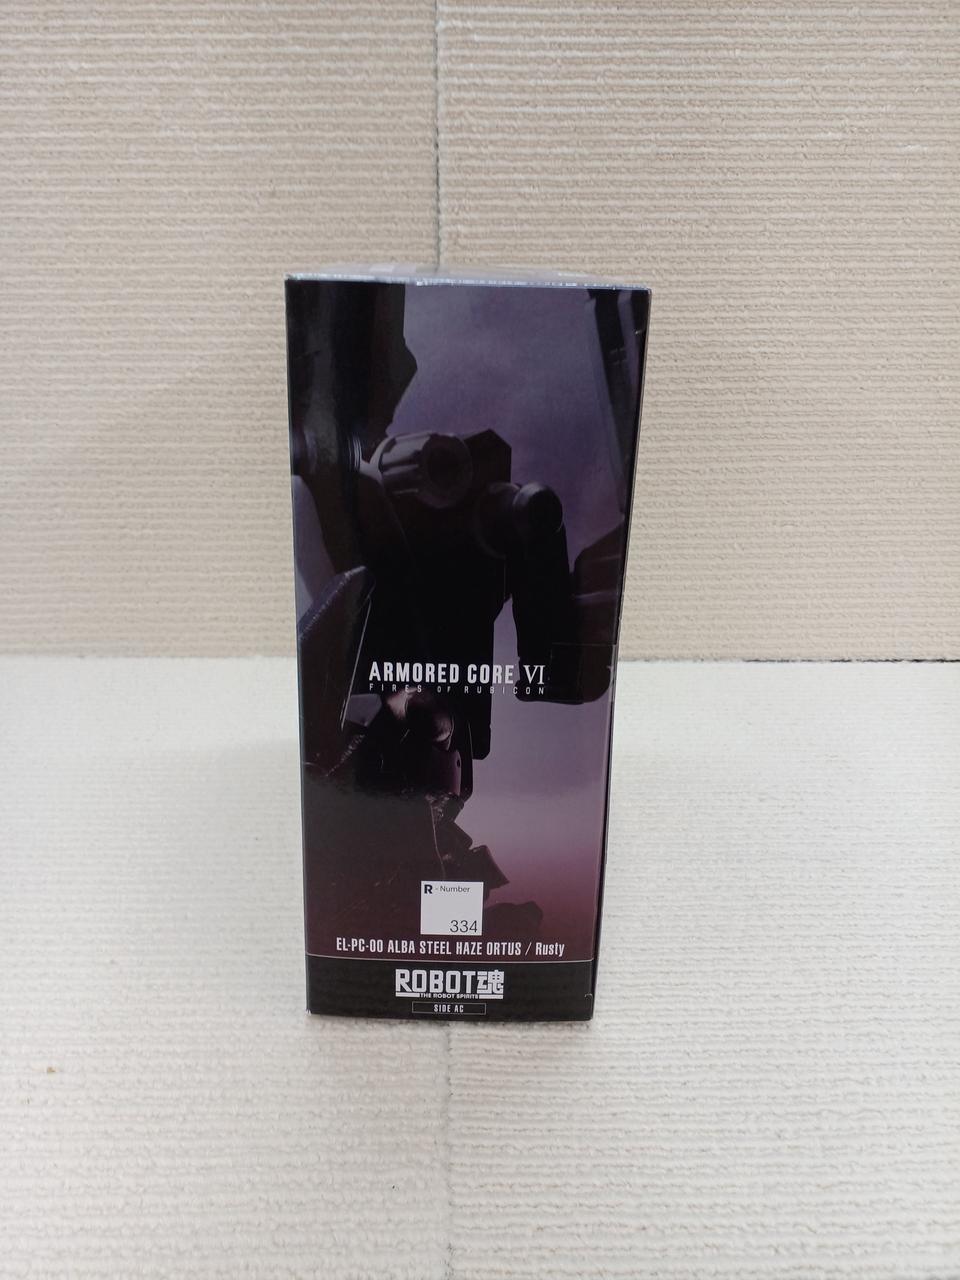 ARMORED CORE VI
FIRES OF RUBICON
R - Number
334
EL-PC-00 ALBA STEEL HAZE ORTUS / Rusty
ROBOT魂
THE ROBOT SPIRITS
SIDE AC